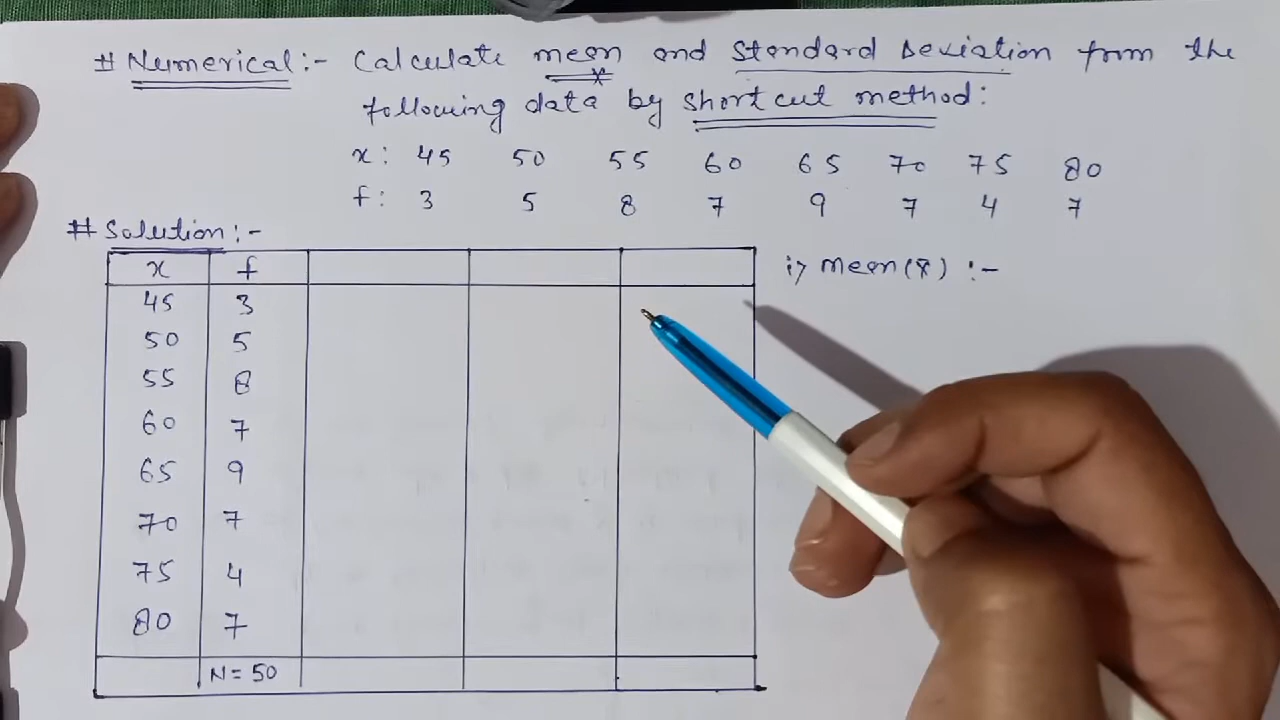 # Numerical:- Calculate mean and Standard Deviation from the
following data by short cut method:
x: 45 50 55 60 65 70 75 80
f: 3 5 8 7 9 7 4 7
# Solution:-
x f
45 3
50 5
55 8
60 7
65 9
70 7
75 4
80 7
N = 50
i) mean(x̄) :-